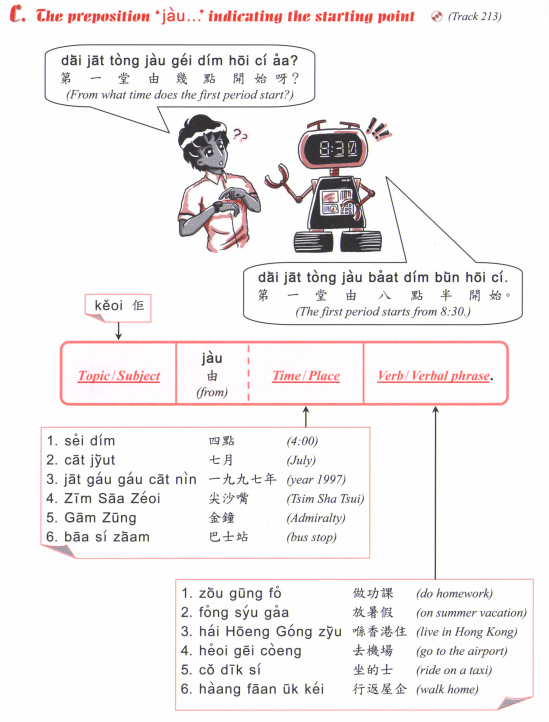 C. The preposition 'jàu...' indicating the starting point (Track 213)
dãi jāt tòng jàu géi dím hōi cí åa?
第 一 堂 由 幾 點 開 始 呀？
(From what time does the first period start?)
??
!!!
8:30
dãi jāt tòng jàu båat dím bün hōi cí.
第 一 堂 由 八 點 半 開 始。
(The first period starts from 8:30.)
kěoi 佢
Topic/Subject
jàu
由
(from)
Time/Place
Verb/Verbal phrase.
1. sėi dím 四點 (4:00)
2. cāt jỹut 七月 (July)
3. jāt gáu gáu cāt nìn 一九九七年 (year 1997)
4. Zīm Sāa Zéoi 尖沙嘴 (Tsim Sha Tsui)
5. Gām Zūng 金鐘 (Admiralty)
6. bāa sí zãam 巴士站 (bus stop)
1. zõu gūng fỏ 做功課 (do homework)
2. fỏng sýu gåa 放暑假 (on summer vacation)
3. hái Hōeng Góng zỹu 喺香港住 (live in Hong Kong)
4. hėoi gēi còeng 去機場 (go to the airport)
5. cǒ dīk sí 坐的士 (ride on a taxi)
6. hàang fāan ūk kéi 行返屋企 (walk home)